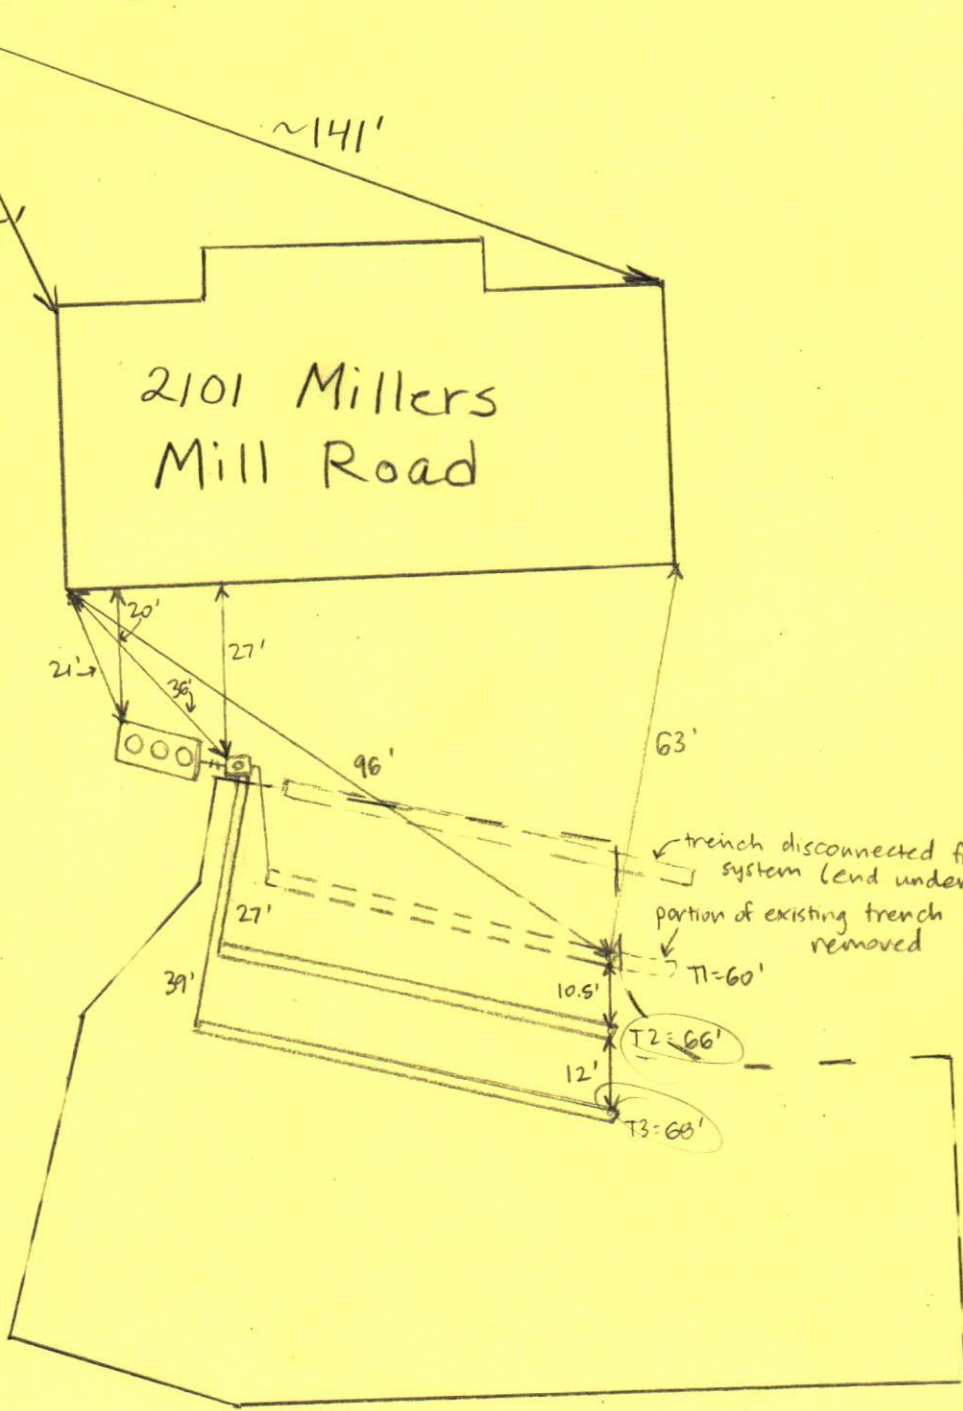 ~141'
2101 Millers
Mill Road
20'
27'
21'
36'
96'
63'
trench disconnected
system (end under
portion of existing trench
removed
27'
T1=60'
39'
10.5'
T2=66'
12'
T3=68'